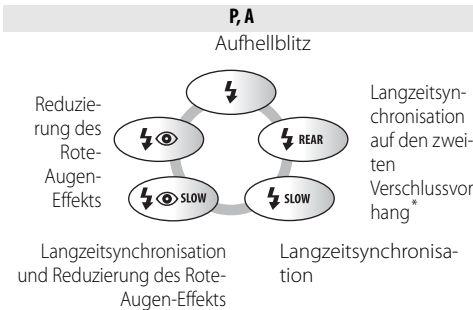 P, A
Aufhellblitz
Reduzie-
rung des
Rote-
Augen-
Effekts
REAR
SLOW
SLOW
Langzeitsyn-
chronisation
auf den zwei-
ten
Verschlussvor
hang*
Langzeitsynchronisation
und Reduzierung des Rote-
Augen-Effekts
Langzeitsynchronisa-
tion